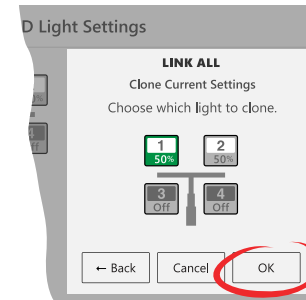 D Light Settings
LINK ALL
Clone Current Settings
Choose which light to clone.
1 2
50% 50%
3 4
Off Off
← Back Cancel OK